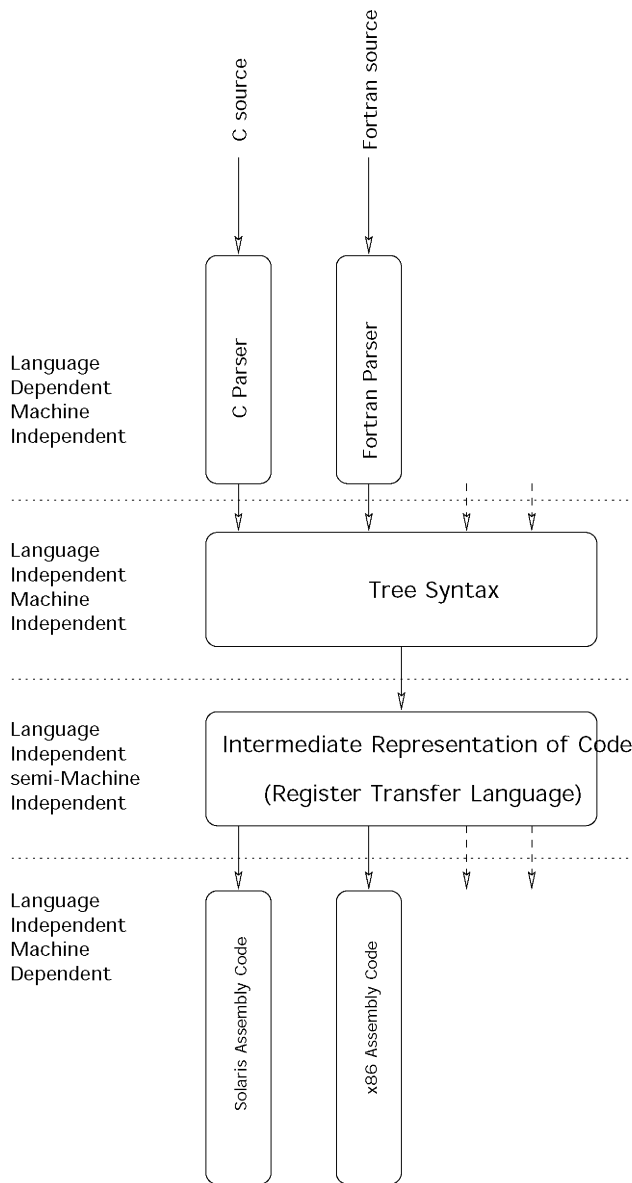 C source
Fortran source
Language
Dependent
Machine
Independent
C Parser
Fortran Parser
Language
Independent
Machine
Independent
Tree Syntax
Language
Independent
semi-Machine
Independent
Intermediate Representation of Code
(Register Transfer Language)
Language
Independent
Machine
Dependent
Solaris Assembly Code
x86 Assembly Code